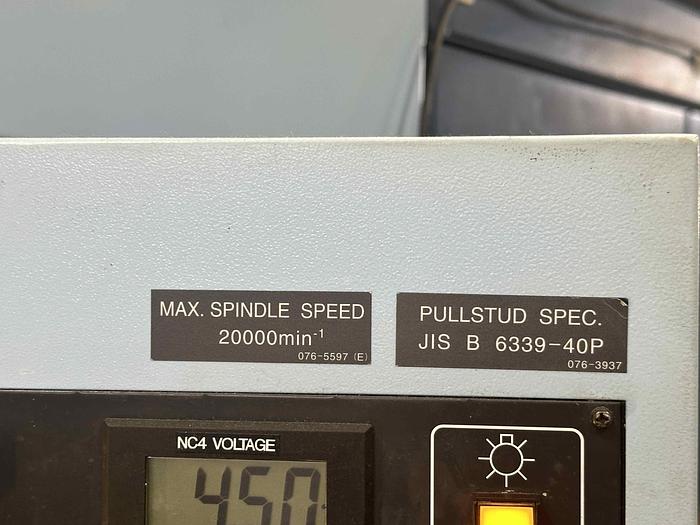 MAX. SPINDLE SPEED
20000min-1
076-5597 (E)
PULLSTUD SPEC.
JIS B 6339-40P
076-3937
NC4 VOLTAGE
450